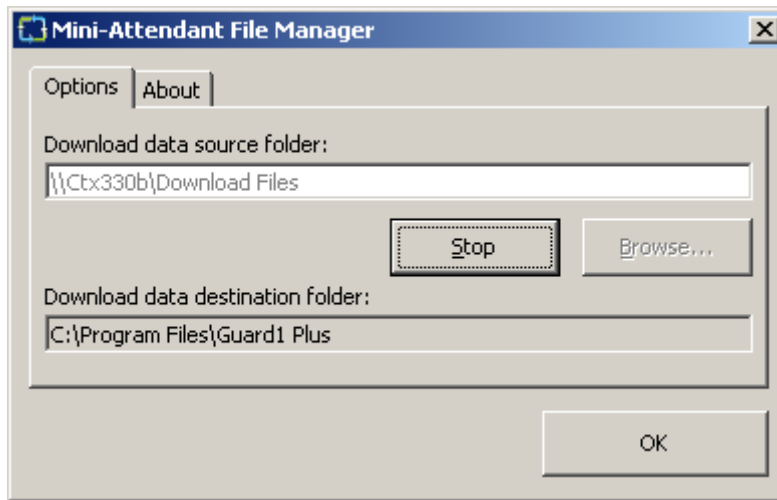 Mini-Attendant File Manager
Options
About
Download data source folder:
\\Ctx330b\Download Files
Stop
Browse...
Download data destination folder:
C:\Program Files\Guard1 Plus
OK